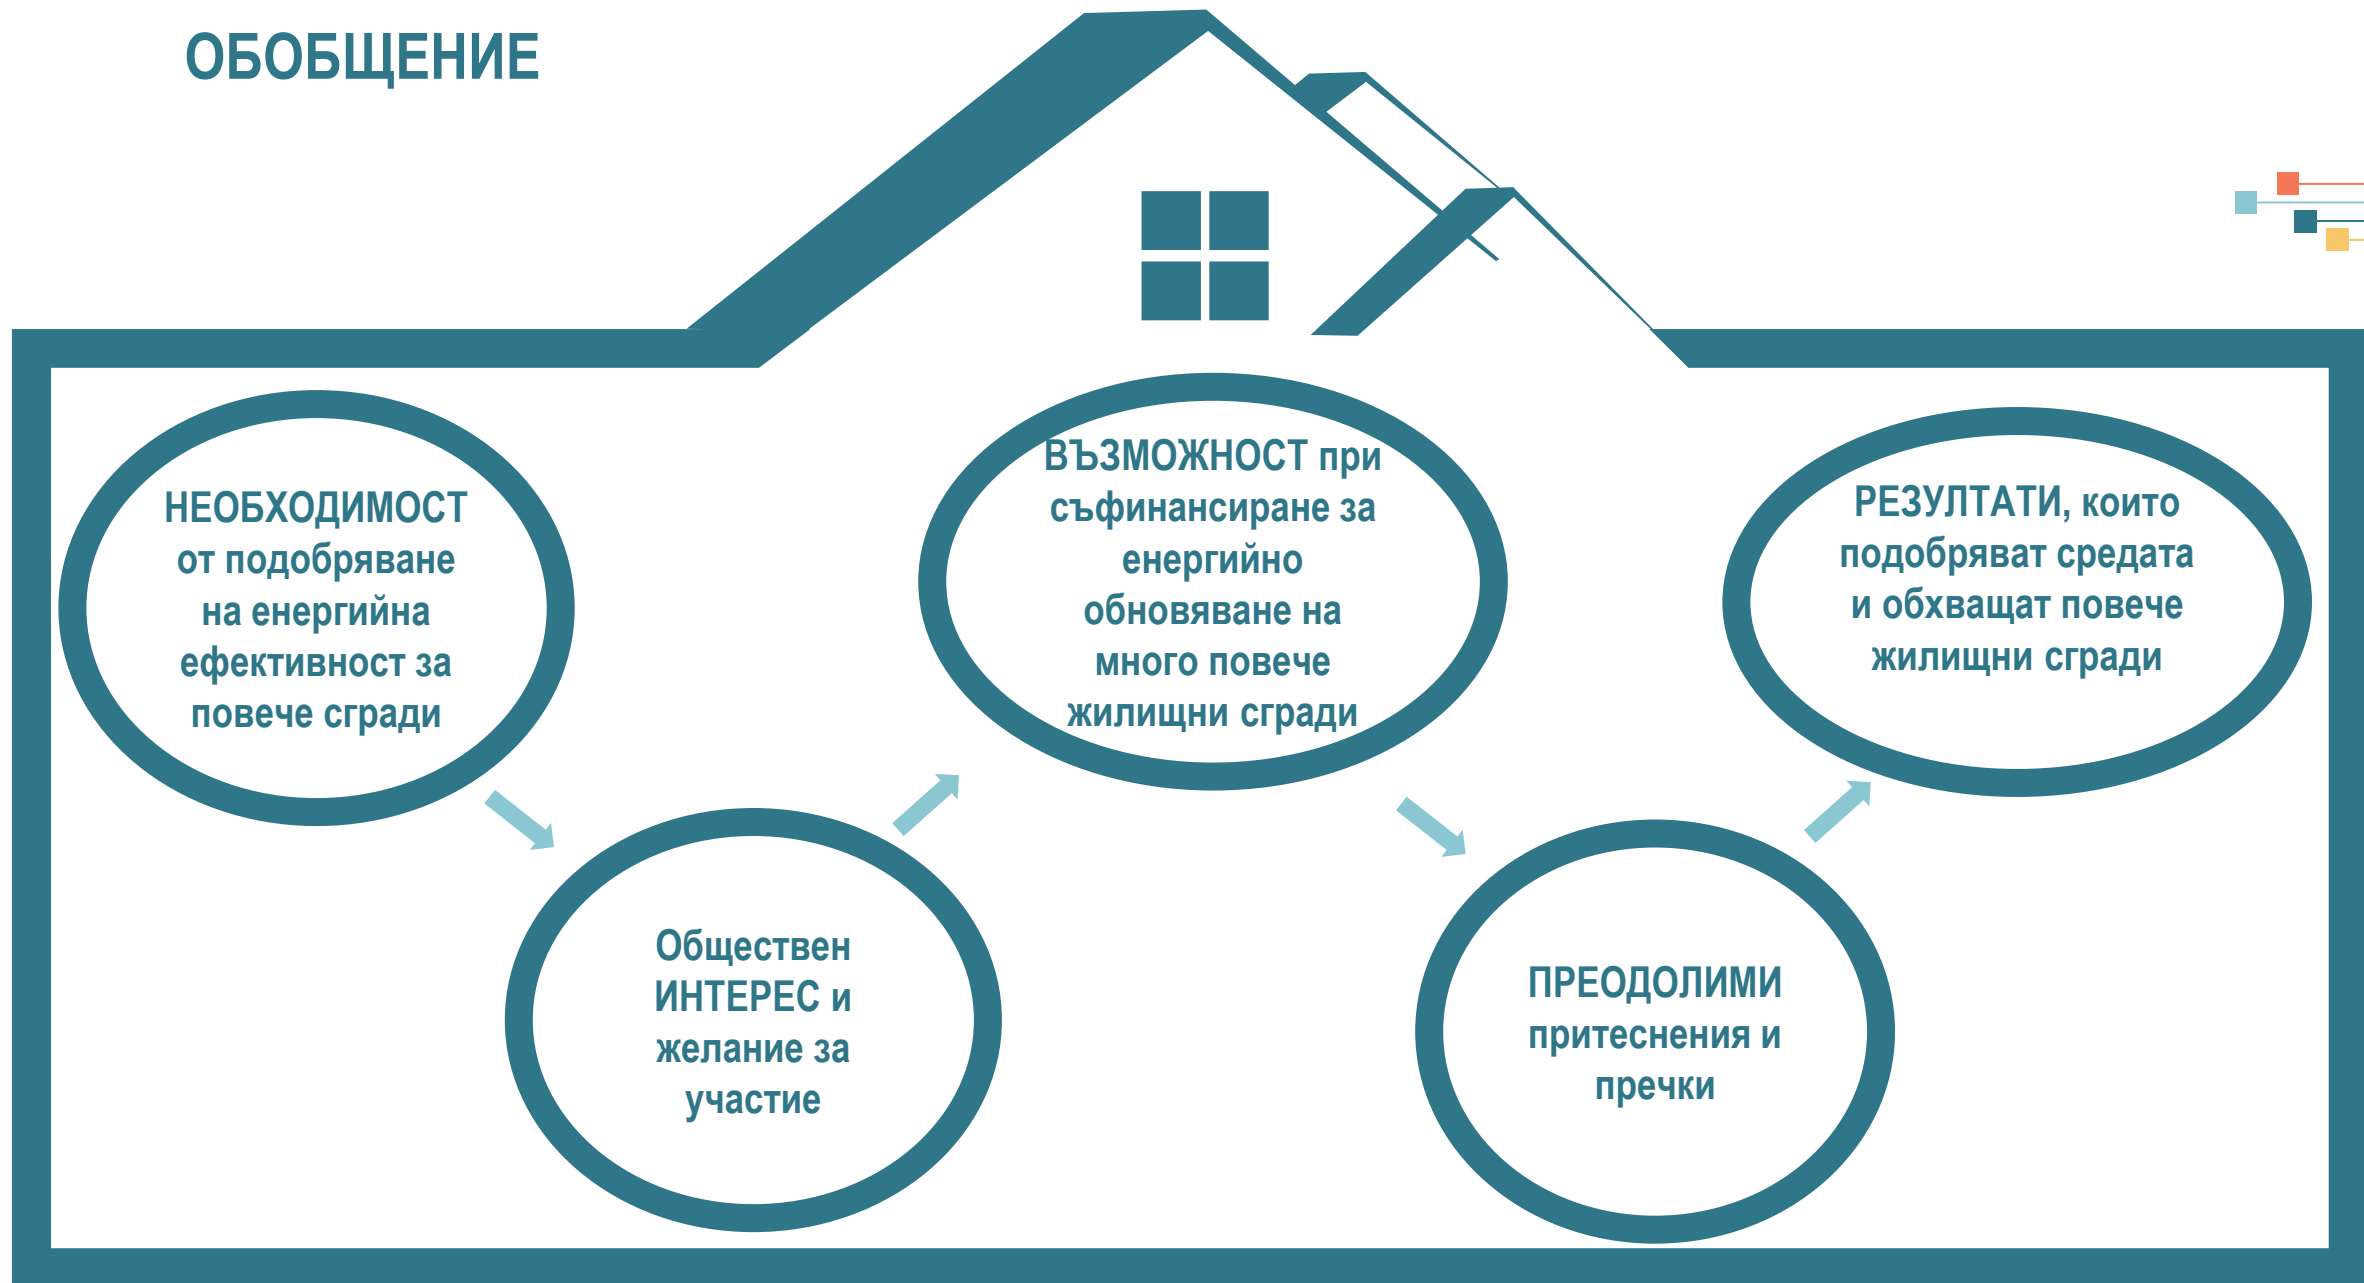 ОБОБЩЕНИЕ
НЕОБХОДИМОСТ
от подобряване
на енергийна
ефективност за
повече сгради
Обществен
ИНТЕРЕС и
желание за
участие
ВЪЗМОЖНОСТ при
съфинансиране за
енергийно
обновяване на
много повече
жилищни сгради
ПРЕОДОЛИМИ
притеснения и
пречки
РЕЗУЛТАТИ, които
подобряват средата
и обхващат повече
жилищни сгради